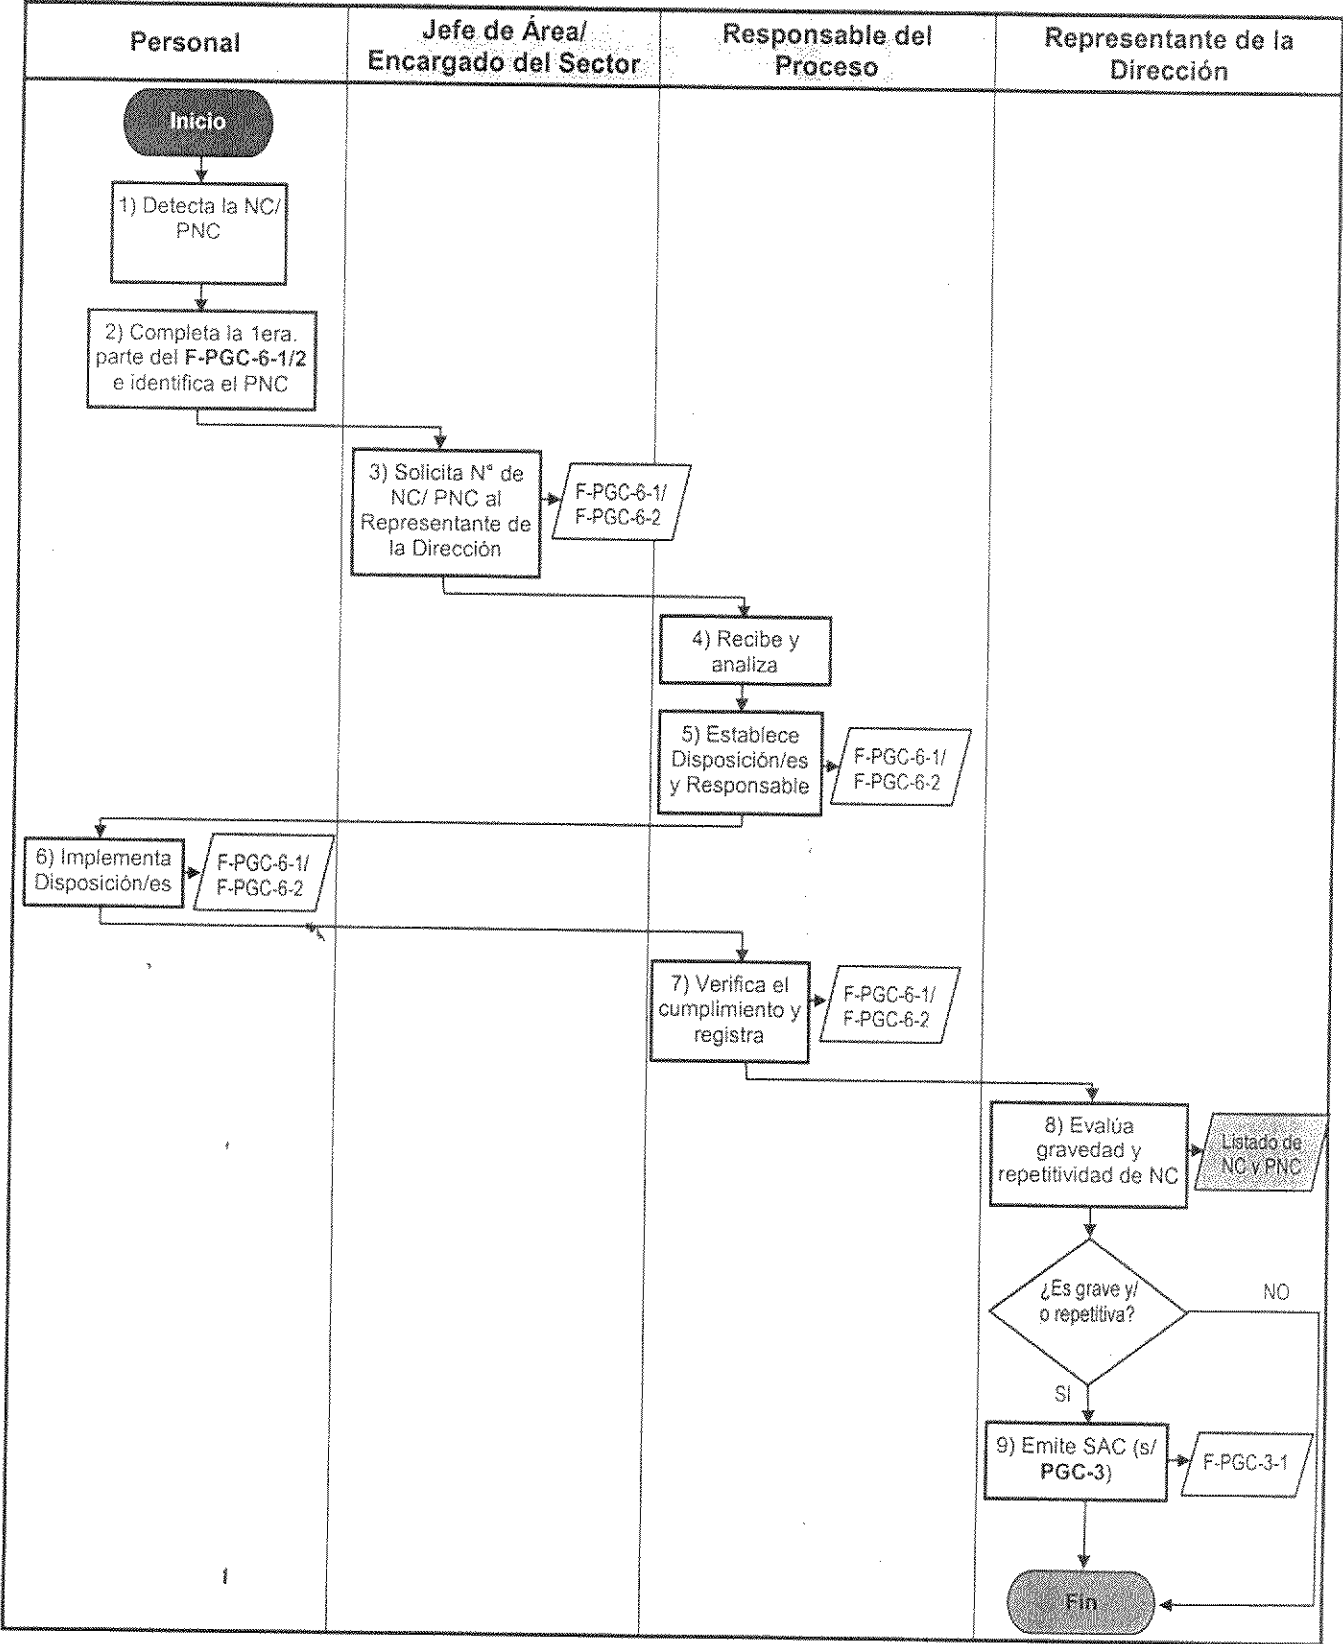 Personal
Jefe de Área/
Encargado del Sector
Responsable del
Proceso
Representante de la
Dirección
Inicio
1) Detecta la NC/
PNC
2) Completa la 1era.
parte del F-PGC-6-1/2
e identifica el PNC
3) Solicita N° de
NC/ PNC al
Representante de
la Dirección
F-PGC-6-1/
F-PGC-6-2
4) Recibe y
analiza
5) Establece
Disposición/es
y Responsable
F-PGC-6-1/
F-PGC-6-2
6) Implementa
Disposición/es
F-PGC-6-1/
F-PGC-6-2
7) Verifica el
cumplimiento y
registra
F-PGC-6-1/
F-PGC-6-2
8) Evalúa
gravedad y
repetitividad de NC
Listado de
NC y PNC
¿Es grave y/
o repetitiva?
NO
SI
9) Emite SAC (s/
PGC-3)
F-PGC-3-1
Fin